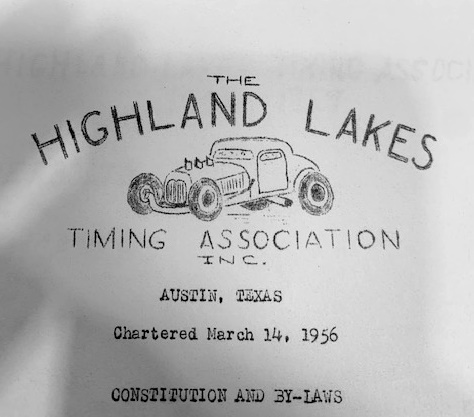 THE
HIGHLAND LAKES
TIMING ASSOCIATION
INC.
AUSTIN, TEXAS
Chartered March 14, 1956
CONSTITUTION AND BY-LAWS